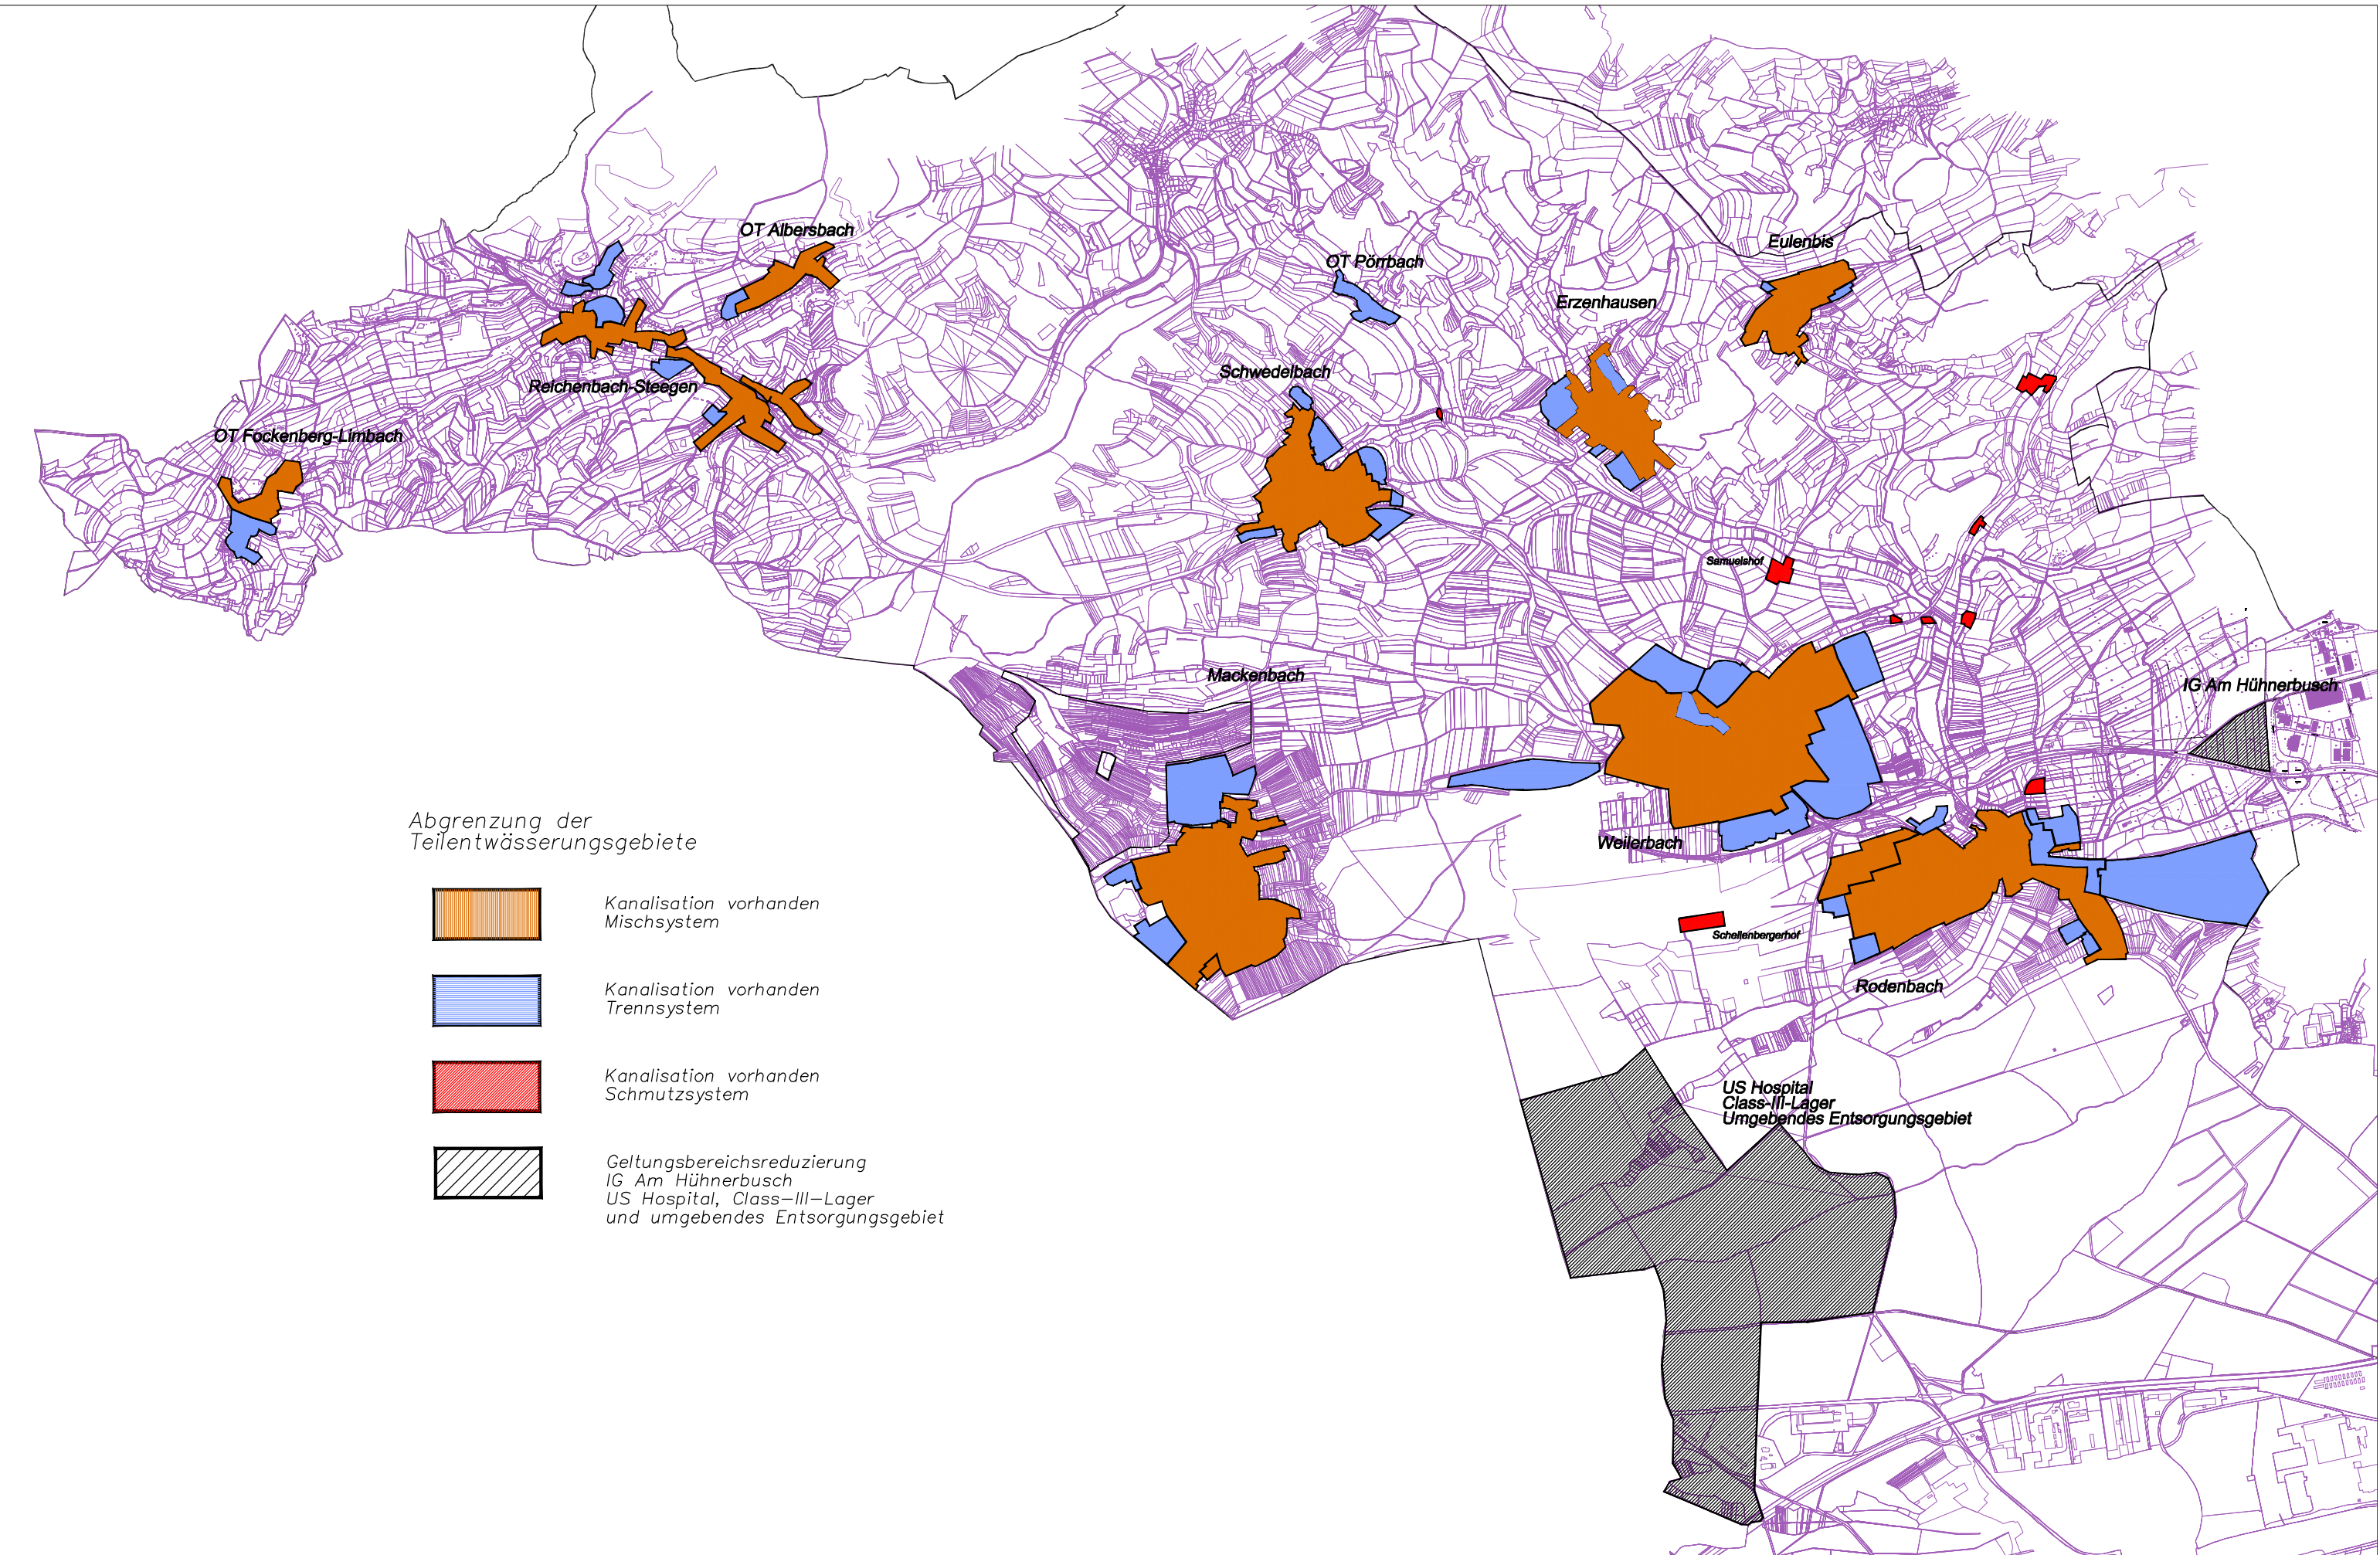 OT Albersbach
Eulenbis
OT Pörrbach
Erzenhausen
Schwedelbach
Reichenbach-Steegen
OT Fockenberg-Limbach
Samuelshof
Mackenbach
IG Am Hühnerbusch
Weilerbach
Schellenbergerhof
Rodenbach
US Hospital
Class-III-Lager
Umgebendes Entsorgungsgebiet
Abgrenzung der
Teilentwässerungsgebiete
Kanalisation vorhanden
Mischsystem
Kanalisation vorhanden
Trennsystem
Kanalisation vorhanden
Schmutzsystem
Geltungsbereichsreduzierung
IG Am Hühnerbusch
US Hospital, Class-III-Lager
und umgebendes Entsorgungsgebiet